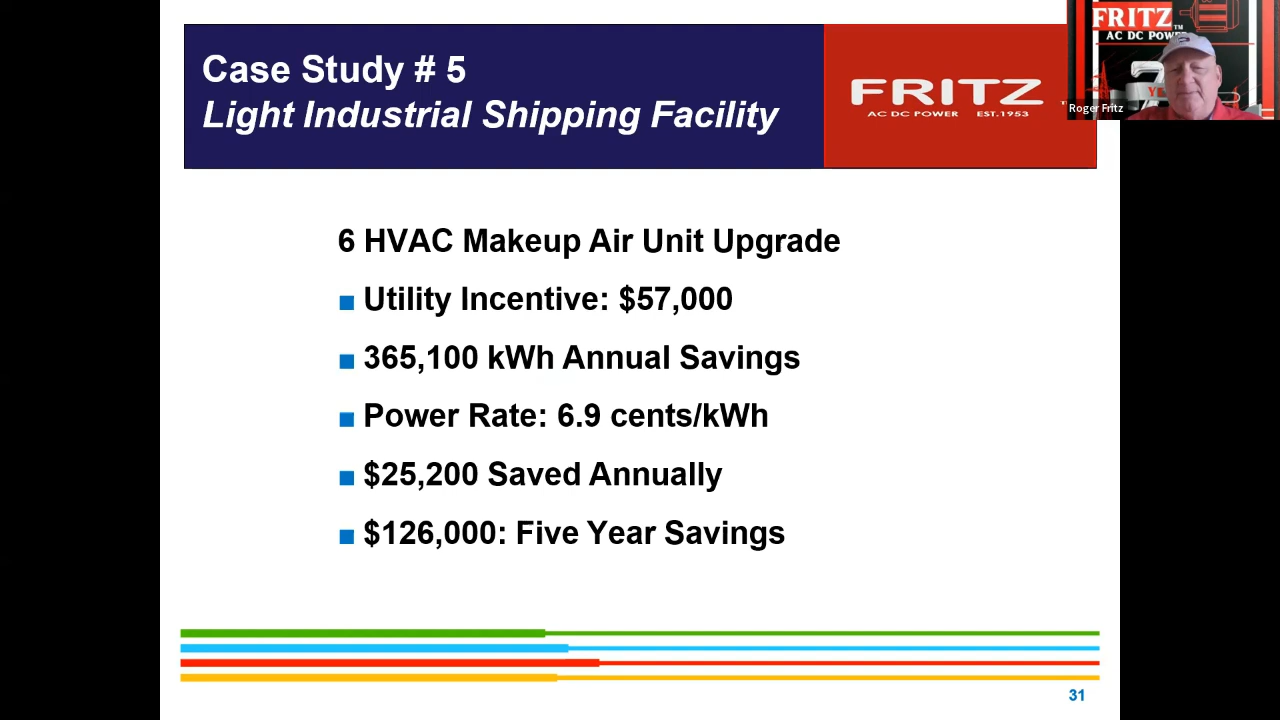 Case Study # 5
Light Industrial Shipping Facility
FRITZ
AC DC POWER EST.1953
FRITZ™
AC DC POWER
Roger Fritz
6 HVAC Makeup Air Unit Upgrade
Utility Incentive: $57,000
365,100 kWh Annual Savings
Power Rate: 6.9 cents/kWh
$25,200 Saved Annually
$126,000: Five Year Savings
31